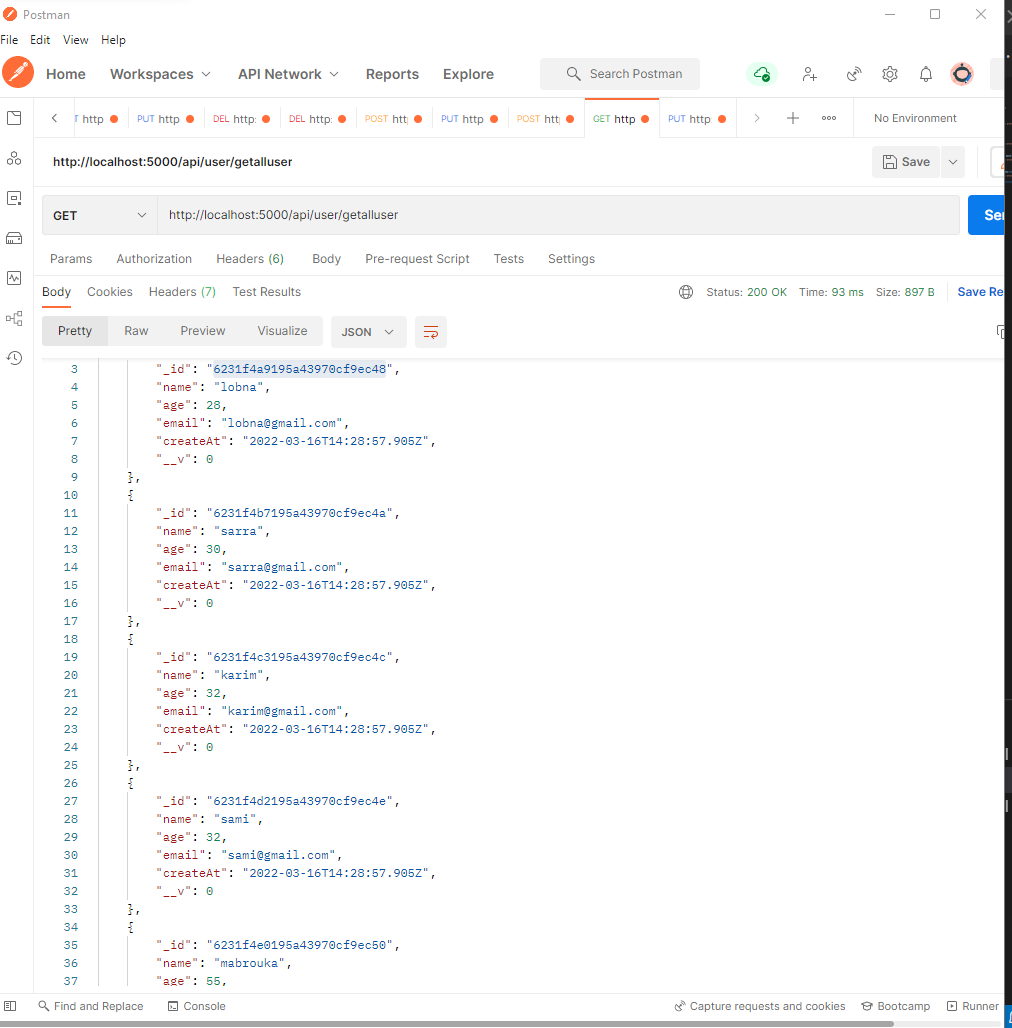 Postman
File Edit View Help
Home Workspaces API Network Reports Explore Search Postman
http PUT http DEL http: DEL http: POST htt PUT http POST http GET http PUT http No Environment
http://localhost:5000/api/user/getalluser Save
GET http://localhost:5000/api/user/getalluser Se
Params Authorization Headers (6) Body Pre-request Script Tests Settings
Body Cookies Headers (7) Test Results Status: 200 OK Time: 93 ms Size: 897 B Save Re
Pretty Raw Preview Visualize JSON
3 "_id": "6231f4a9195a43970cf9ec48",
4 "name": "lobna",
5 "age": 28,
6 "email": "lobna@gmail.com",
7 "createAt": "2022-03-16T14:28:57.905Z",
8 "__v": 0
9 },
10 {
11 "_id": "6231f4b7195a43970cf9ec4a",
12 "name": "sarra",
13 "age": 30,
14 "email": "sarra@gmail.com",
15 "createAt": "2022-03-16T14:28:57.905Z",
16 "__v": 0
17 },
18 {
19 "_id": "6231f4c3195a43970cf9ec4c",
20 "name": "karim",
21 "age": 32,
22 "email": "karim@gmail.com",
23 "createAt": "2022-03-16T14:28:57.905Z",
24 "__v": 0
25 },
26 {
27 "_id": "6231f4d2195a43970cf9ec4e",
28 "name": "sami",
29 "age": 32,
30 "email": "sami@gmail.com",
31 "createAt": "2022-03-16T14:28:57.905Z",
32 "__v": 0
33 },
34 {
35 "_id": "6231f4e0195a43970cf9ec50",
36 "name": "mabrouka",
37 "age": 55,
Find and Replace Console Capture requests and cookies Bootcamp Runner